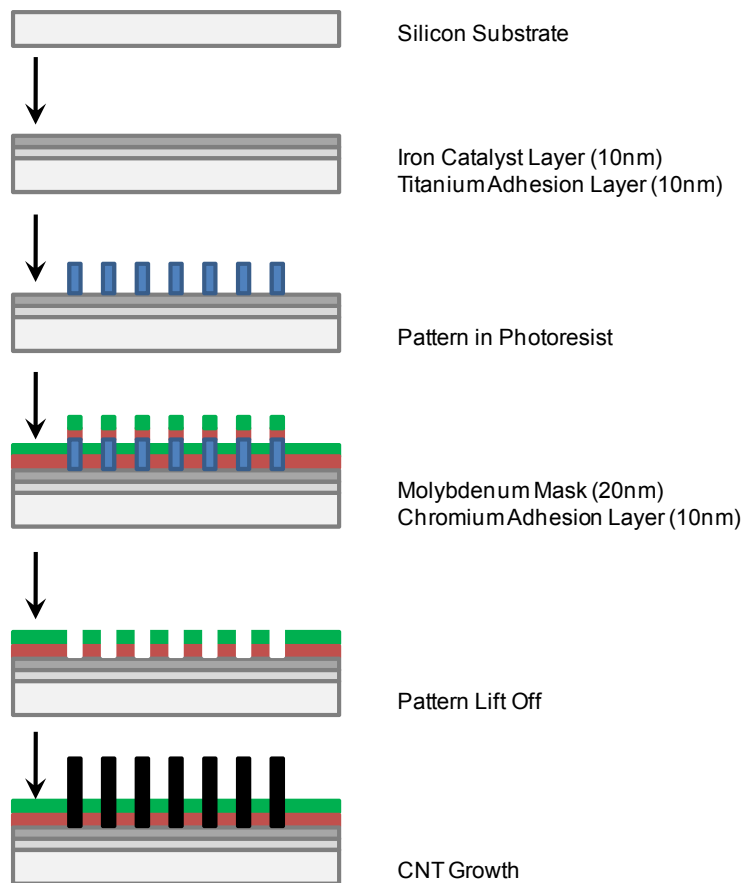 Silicon Substrate
Iron Catalyst Layer (10nm)
Titanium Adhesion Layer (10nm)
Pattern in Photoresist
Molybdenum Mask (20nm)
Chromium Adhesion Layer (10nm)
Pattern Lift Off
CNT Growth